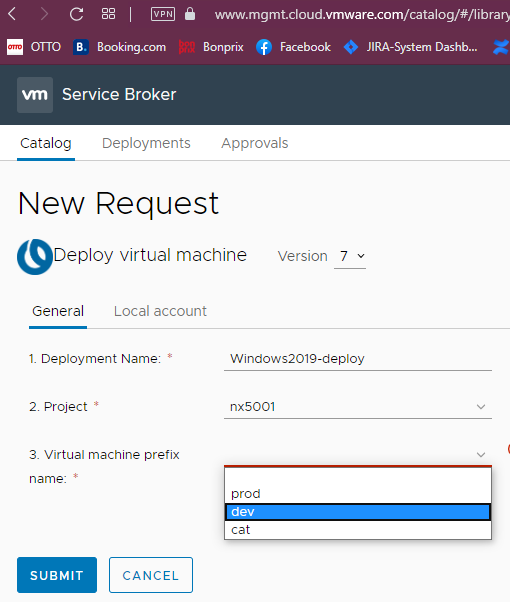 VPN www.mgmt.cloud.vmware.com/catalog/#/library
OTTO OTTO B. Booking.com Bonprix Facebook JIRA-System Dashb...
vm Service Broker
Catalog Deployments Approvals
New Request
Deploy virtual machine Version 7
General Local account
1. Deployment Name: * Windows2019-deploy
2. Project * nx5001
3. Virtual machine prefix
name: *
prod
dev
cat
SUBMIT CANCEL